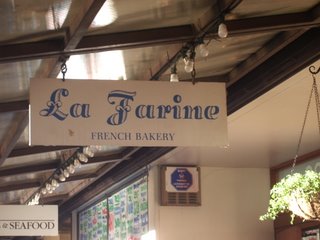 La Farine
FRENCH BAKERY
& SEAFOOD